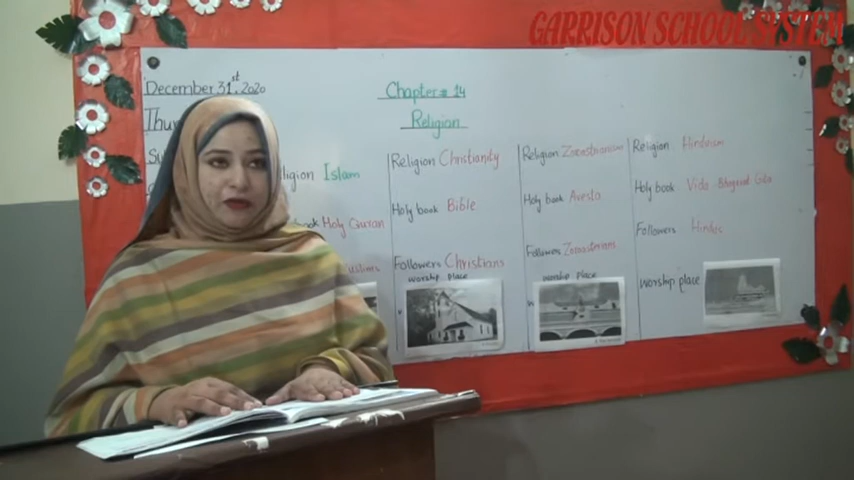 GARRISON SCHOOL SYSTEM
December 31st, 2020
Chapter # 14
Religion
Religion Islam
Holy Quran
Religion Christianity
Holy book Bible
Followers Christians
worship place
Religion Zoroastrianism
Holy book Avesta
Followers Zoroasterians
worship place
Religion Hinduism
Holy book Vida Bhagwat Gita
Followers Hindus
worship place